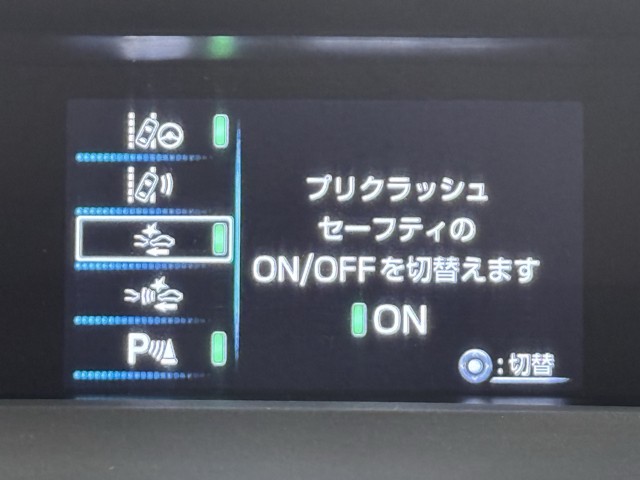 プリクラッシュ
セーフティの
ON/OFFを切替えます
ON
P
:切替